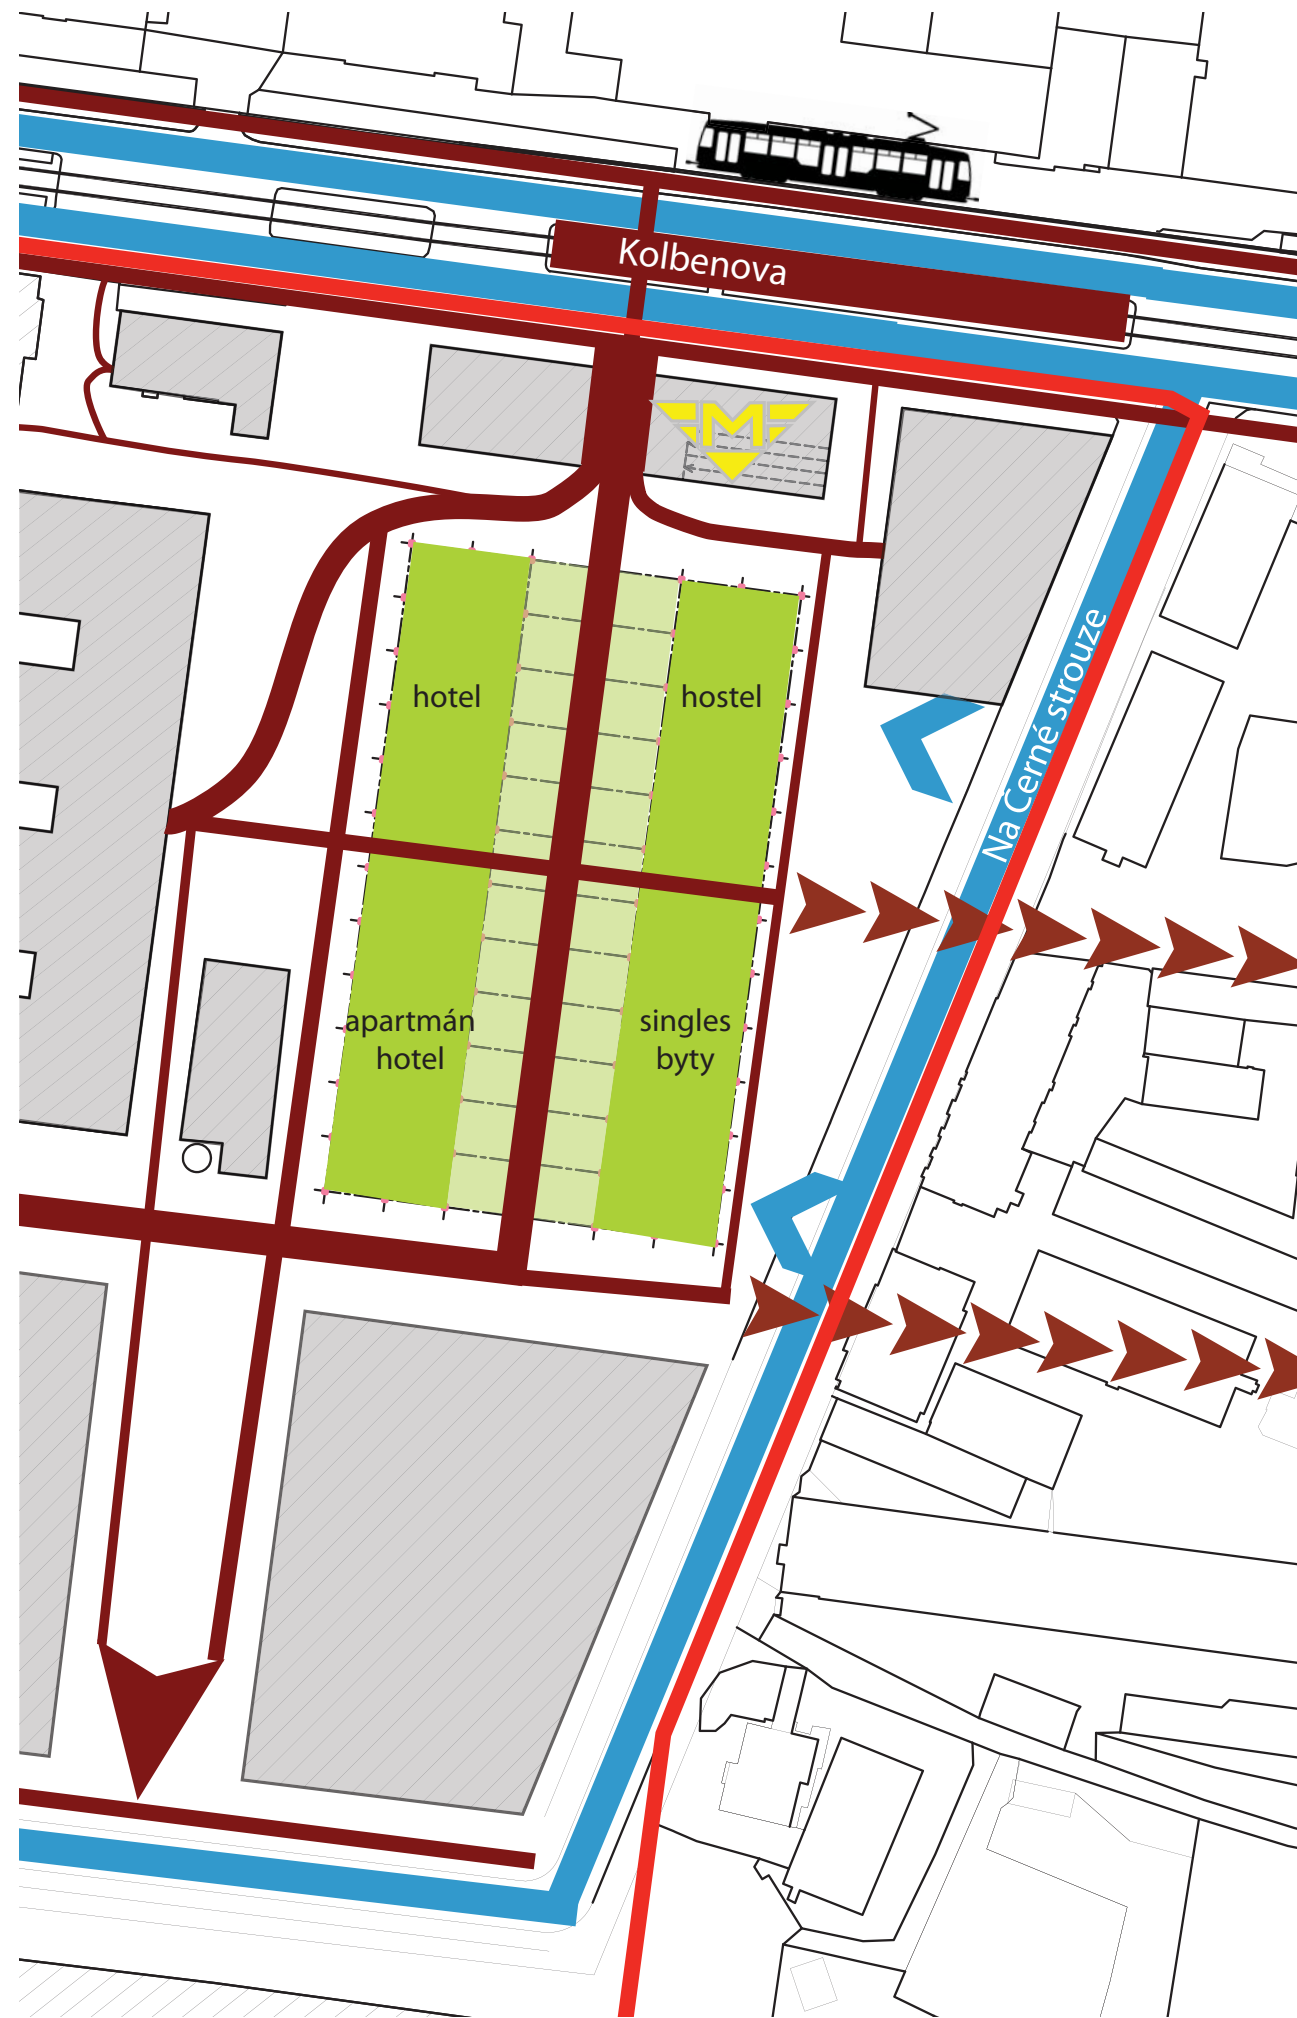 Kolbenova
M
hotel
hostel
Na Černé strouze
apartmán
hotel
singles
byty